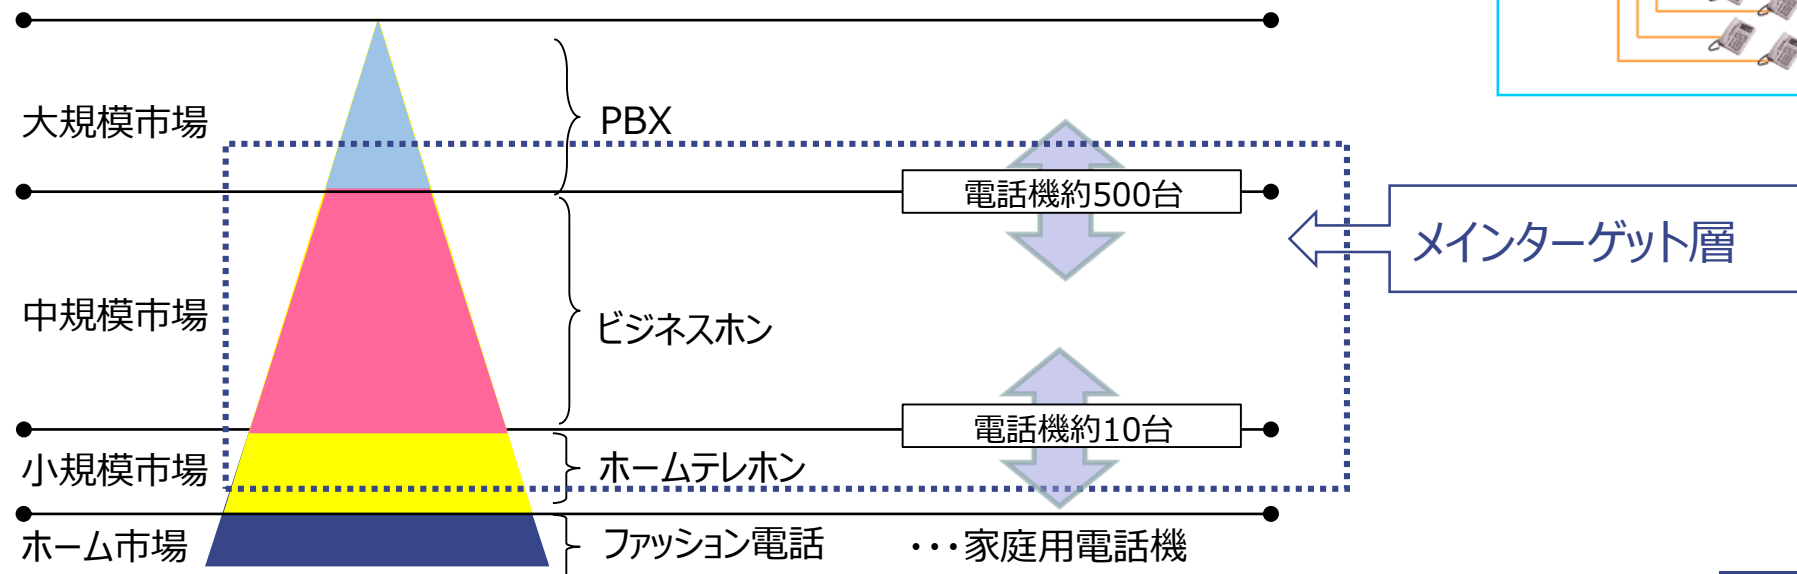 大規模市場
PBX
電話機約500台
メインターゲット層
中規模市場
ビジネスホン
電話機約10台
小規模市場
ホームテレホン
ホーム市場
ファッション電話
・・・家庭用電話機